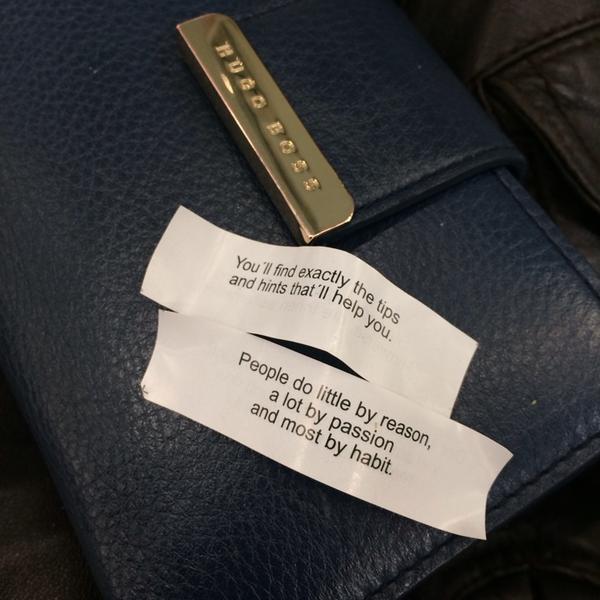 HUGO BOSS
You´ll find exactly the tips
and hints that´ll help you.
People do little by reason,
a lot by passion
and most by habit.